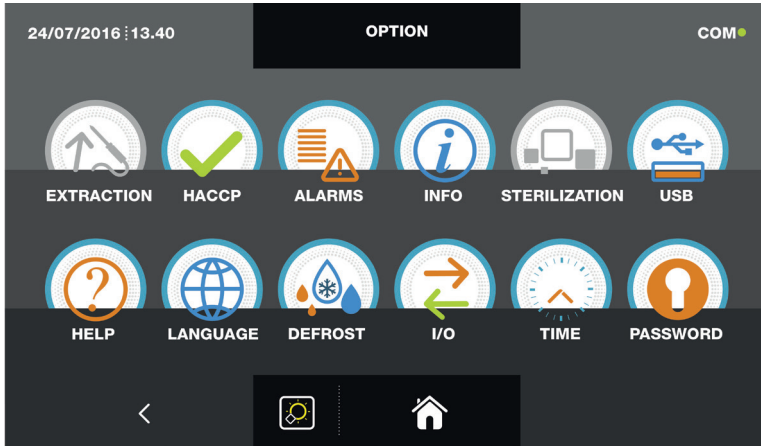 24/07/2016 13.40 OPTION COM
EXTRACTION HACCP ALARMS INFO STERILIZATION USB
HELP LANGUAGE DEFROST I/O TIME PASSWORD